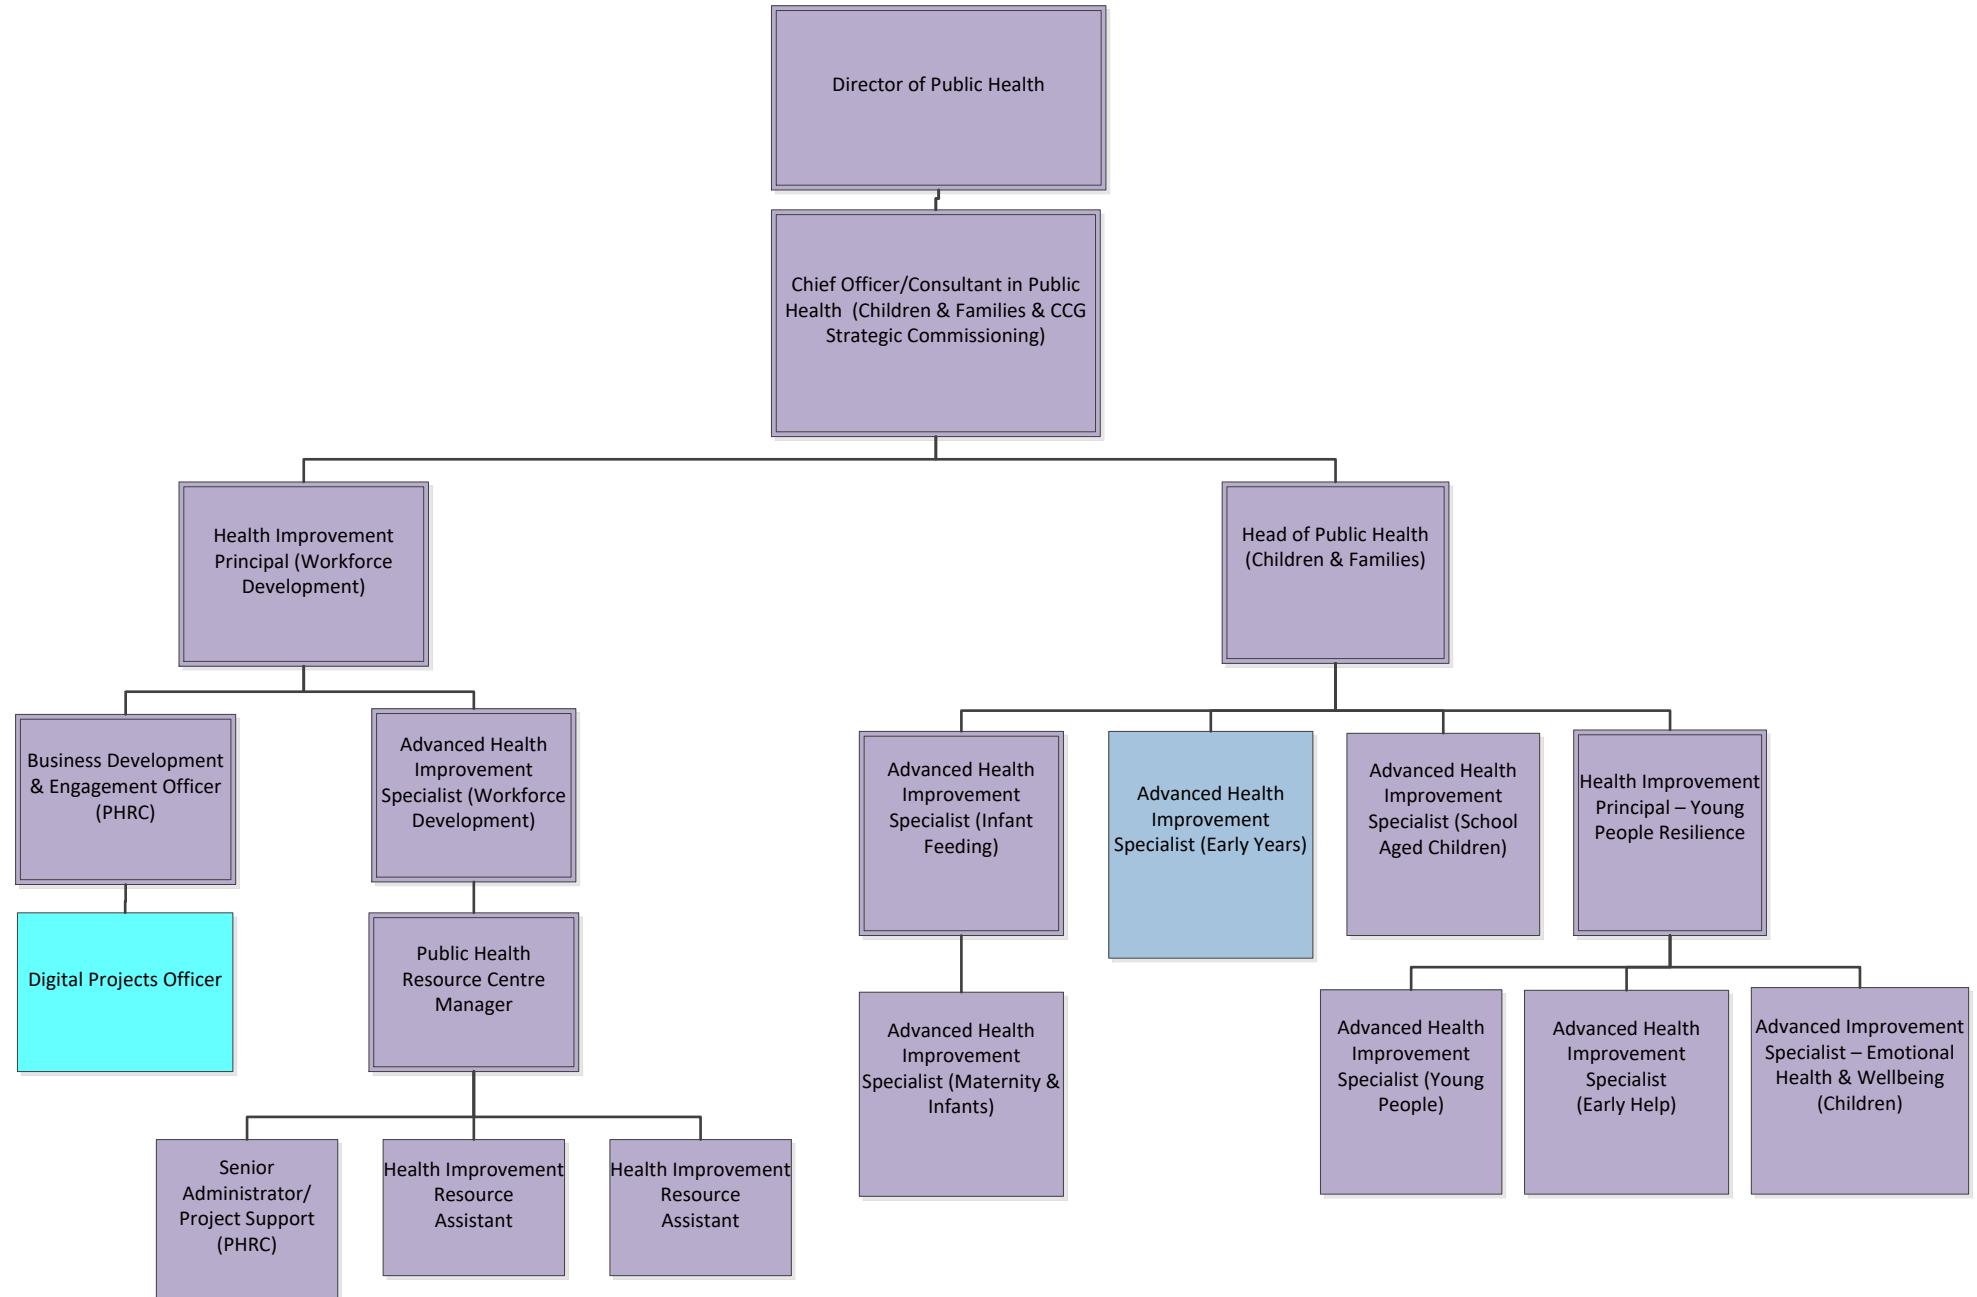 Director of Public Health
Chief Officer/Consultant in Public
Health (Children & Families & CCG
Strategic Commissioning)
Health Improvement
Principal (Workforce
Development)
Head of Public Health
(Children & Families)
Business Development
& Engagement Officer
(PHRC)
Advanced Health
Improvement
Specialist (Workforce
Development)
Advanced Health
Improvement
Specialist (Infant
Feeding)
Advanced Health
Improvement
Specialist (Early Years)
Advanced Health
Improvement
Specialist (School
Aged Children)
Health Improvement
Principal – Young
People Resilience
Digital Projects Officer
Public Health
Resource Centre
Manager
Advanced Health
Improvement
Specialist (Maternity &
Infants)
Advanced Health
Improvement
Specialist (Young
People)
Advanced Health
Improvement
Specialist
(Early Help)
Advanced Improvement
Specialist – Emotional
Health & Wellbeing
(Children)
Senior
Administrator/
Project Support
(PHRC)
Health Improvement
Resource
Assistant
Health Improvement
Resource
Assistant